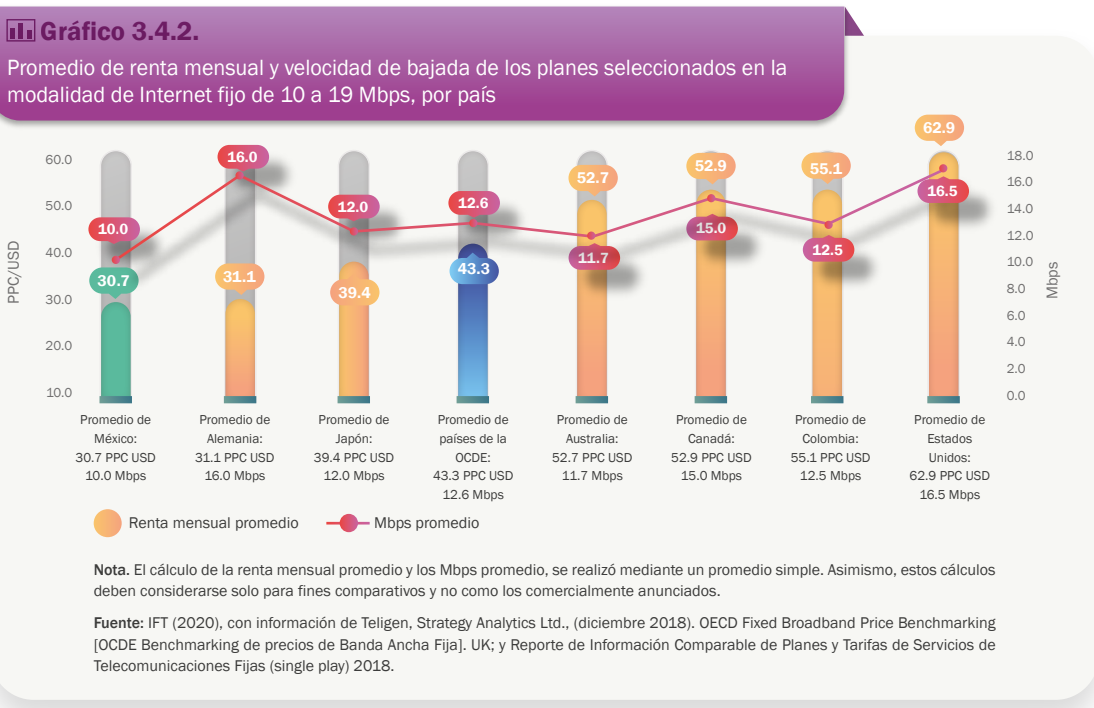 Gráfico 3.4.2.
Promedio de renta mensual y velocidad de bajada de los planes seleccionados en la
modalidad de Internet fijo de 10 a 19 Mbps, por país
PPC/USD
60.0
50.0
40.0
30.0
20.0
10.0
10.0
30.7
16.0
31.1
12.0
39.4
12.6
43.3
52.7
11.7
52.9
15.0
55.1
12.5
62.9
16.5
18.0
16.0
14.0
12.0
10.0
8.0
6.0
4.0
2.0
0.0
Mbps
Promedio de
México:
30.7 PPC USD
10.0 Mbps
Promedio de
Alemania:
31.1 PPC USD
16.0 Mbps
Promedio de
Japón:
39.4 PPC USD
12.0 Mbps
Promedio de
países de la
OCDE:
43.3 PPC USD
12.6 Mbps
Promedio de
Australia:
52.7 PPC USD
11.7 Mbps
Promedio de
Canadá:
52.9 PPC USD
15.0 Mbps
Promedio de
Colombia:
55.1 PPC USD
12.5 Mbps
Promedio de
Estados
Unidos:
62.9 PPC USD
16.5 Mbps
Renta mensual promedio
Mbps promedio
Nota. El cálculo de la renta mensual promedio y los Mbps promedio, se realizó mediante un promedio simple. Asimismo, estos cálculos
deben considerarse solo para fines comparativos y no como los comercialmente anunciados.
Fuente: IFT (2020), con información de Teligen, Strategy Analytics Ltd., (diciembre 2018). OECD Fixed Broadband Price Benchmarking
[OCDE Benchmarking de precios de Banda Ancha Fija]. UK; y Reporte de Información Comparable de Planes y Tarifas de Servicios de
Telecomunicaciones Fijas (single play) 2018.